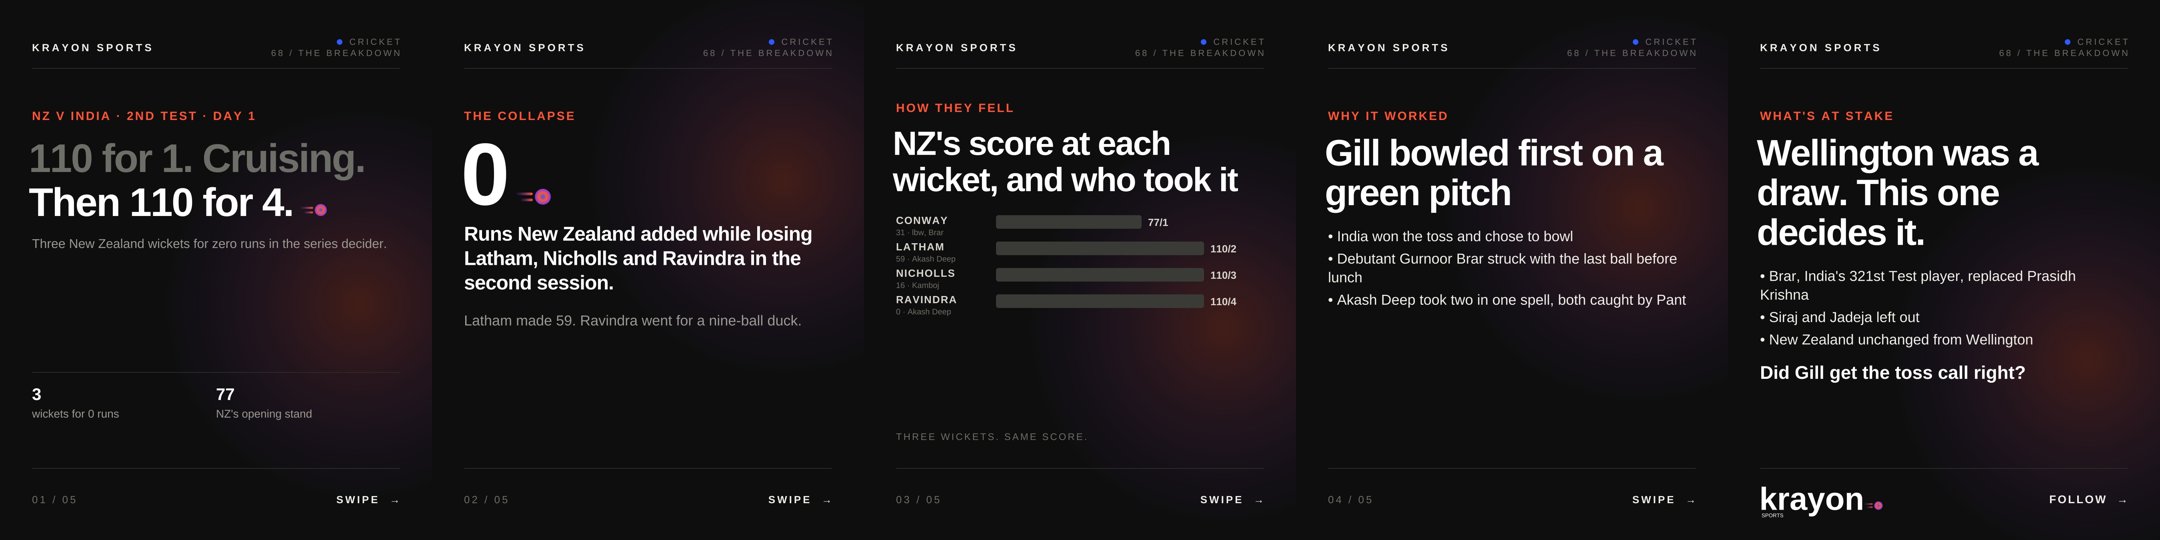 KRAYON SPORTS
CRICKET
68 / THE BREAKDOWN
NZ V INDIA · 2ND TEST · DAY 1
110 for 1. Cruising.
Then 110 for 4.
Three New Zealand wickets for zero runs in the series decider.
3
wickets for 0 runs
77
NZ's opening stand
01 / 05
SWIPE →
KRAYON SPORTS
CRICKET
68 / THE BREAKDOWN
THE COLLAPSE
0
Runs New Zealand added while losing
Latham, Nicholls and Ravindra in the
second session.
Latham made 59. Ravindra went for a nine-ball duck.
02 / 05
SWIPE →
KRAYON SPORTS
CRICKET
68 / THE BREAKDOWN
HOW THEY FELL
NZ's score at each
wicket, and who took it
CONWAY
31 · lbw, Brar
77/1
LATHAM
59 · Akash Deep
110/2
NICHOLLS
16 · Kamboj
110/3
RAVINDRA
0 · Akash Deep
110/4
THREE WICKETS. SAME SCORE.
03 / 05
SWIPE →
KRAYON SPORTS
CRICKET
68 / THE BREAKDOWN
WHY IT WORKED
Gill bowled first on a
green pitch
• India won the toss and chose to bowl
• Debutant Gurnoor Brar struck with the last ball before
lunch
• Akash Deep took two in one spell, both caught by Pant
04 / 05
SWIPE →
KRAYON SPORTS
CRICKET
68 / THE BREAKDOWN
WHAT'S AT STAKE
Wellington was a
draw. This one
decides it.
• Brar, India's 321st Test player, replaced Prasidh
Krishna
• Siraj and Jadeja left out
• New Zealand unchanged from Wellington
Did Gill get the toss call right?
krayon
SPORTS
FOLLOW →